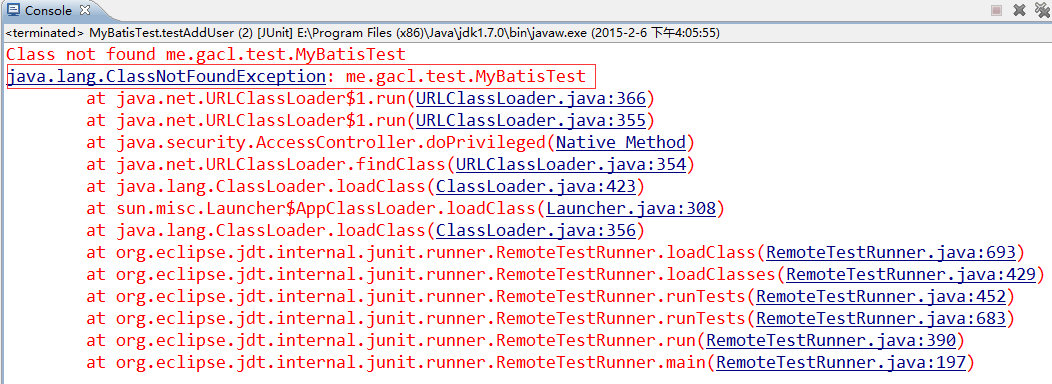 Console
<terminated> MyBatisTest.testAddUser (2) [JUnit] E:\Program Files (x86)\Java\jdk1.7.0\bin\javaw.exe (2015-2-6 下午4:05:55)
Class not found me.gacl.test.MyBatisTest
java.lang.ClassNotFoundException: me.gacl.test.MyBatisTest
at java.net.URLClassLoader$1.run(URLClassLoader.java:366)
at java.net.URLClassLoader$1.run(URLClassLoader.java:355)
at java.security.AccessController.doPrivileged(Native Method)
at java.net.URLClassLoader.findClass(URLClassLoader.java:354)
at java.lang.ClassLoader.loadClass(ClassLoader.java:423)
at sun.misc.Launcher$AppClassLoader.loadClass(Launcher.java:308)
at java.lang.ClassLoader.loadClass(ClassLoader.java:356)
at org.eclipse.jdt.internal.junit.runner.RemoteTestRunner.loadClass(RemoteTestRunner.java:693)
at org.eclipse.jdt.internal.junit.runner.RemoteTestRunner.loadClasses(RemoteTestRunner.java:429)
at org.eclipse.jdt.internal.junit.runner.RemoteTestRunner.runTests(RemoteTestRunner.java:452)
at org.eclipse.jdt.internal.junit.runner.RemoteTestRunner.runTests(RemoteTestRunner.java:683)
at org.eclipse.jdt.internal.junit.runner.RemoteTestRunner.run(RemoteTestRunner.java:390)
at org.eclipse.jdt.internal.junit.runner.RemoteTestRunner.main(RemoteTestRunner.java:197)